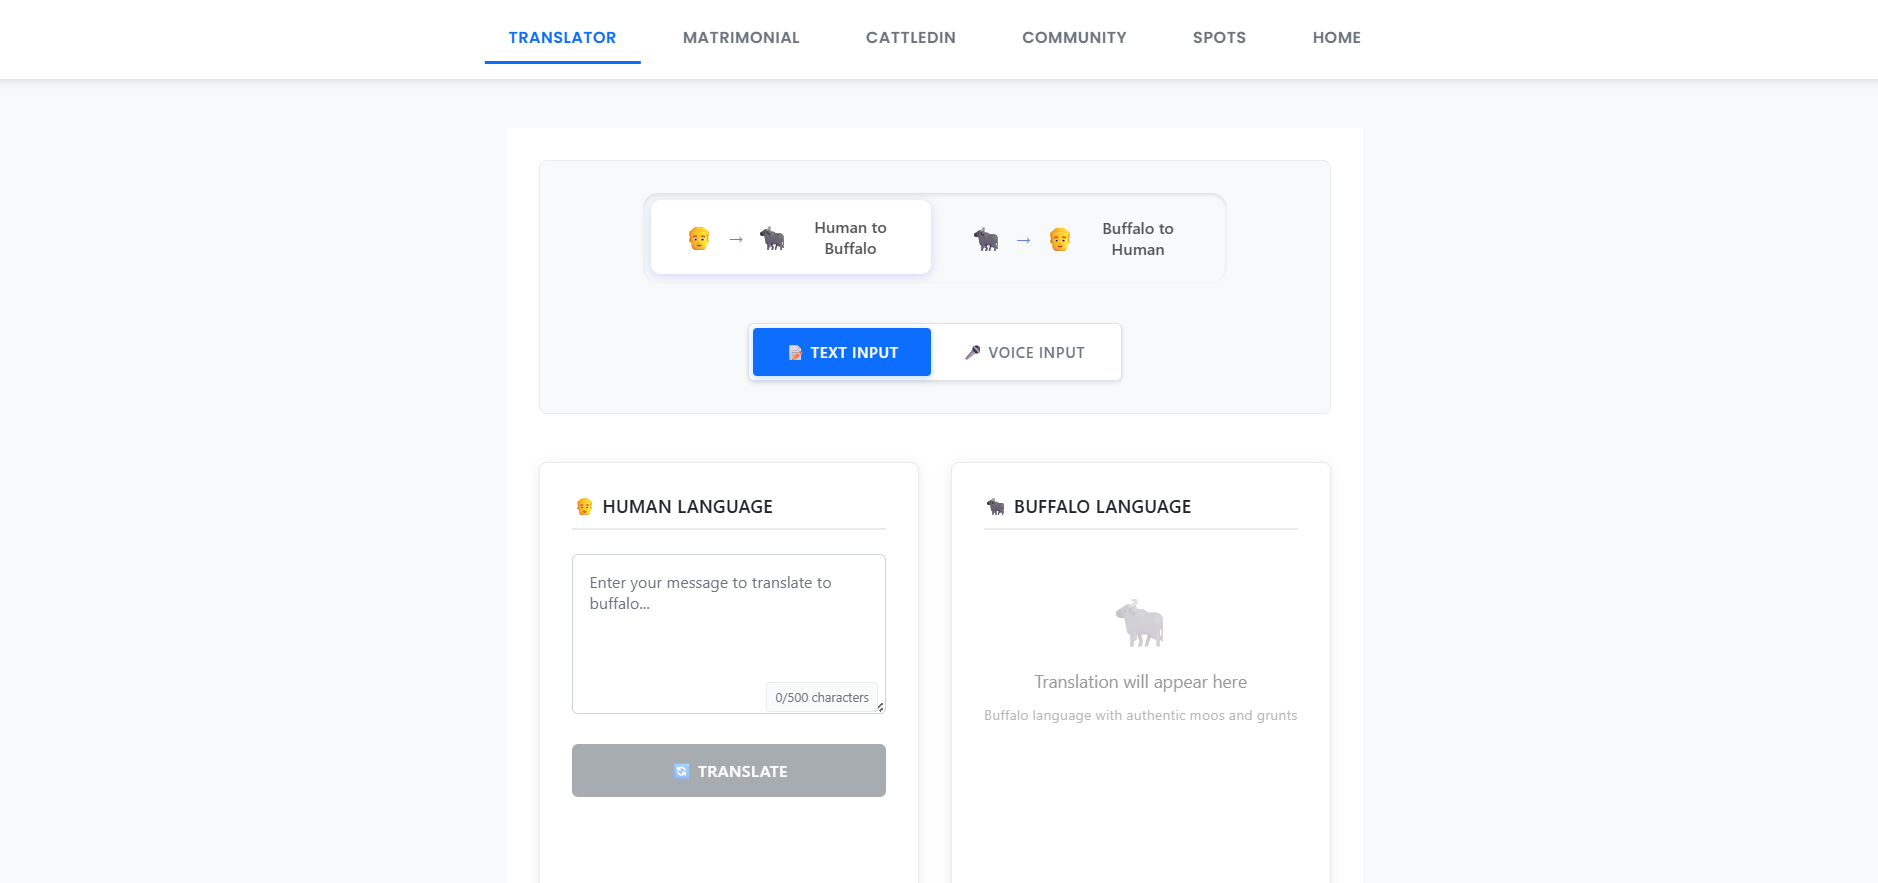 TRANSLATOR MATRIMONIAL CATTLEDIN COMMUNITY SPOTS HOME
Human to
Buffalo
Buffalo to
Human
TEXT INPUT
VOICE INPUT
HUMAN LANGUAGE
Enter your message to translate to
buffalo...
0/500 characters
TRANSLATE
BUFFALO LANGUAGE
Translation will appear here
Buffalo language with authentic moos and grunts